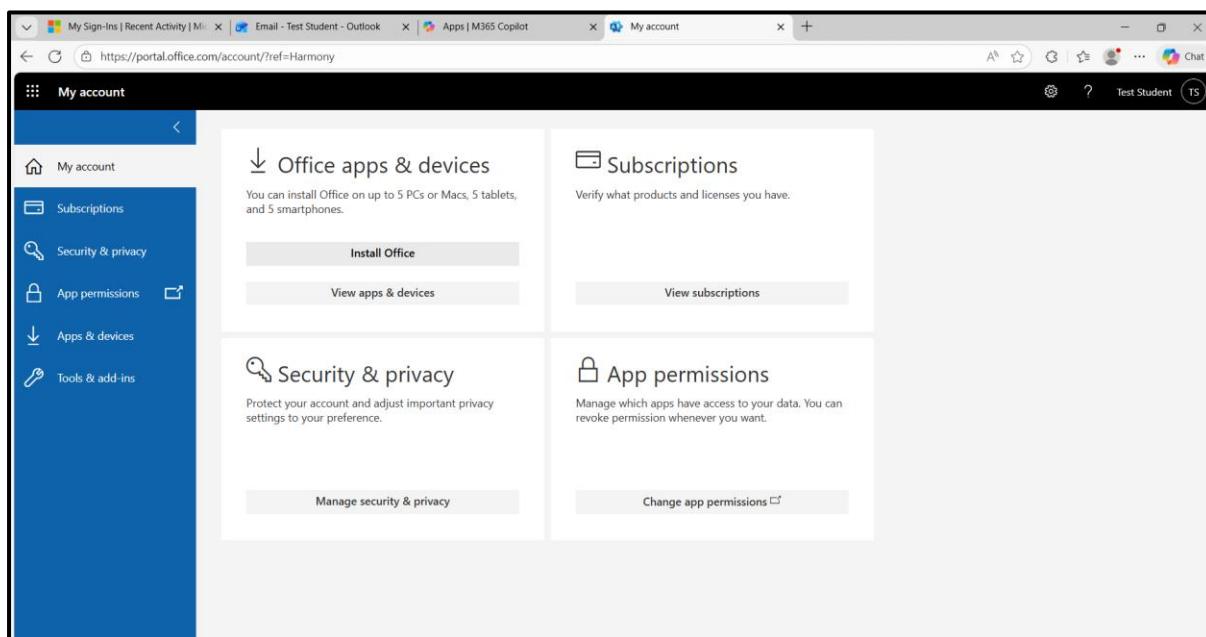 My Sign-Ins | Recent Activity | Mic
Email - Test Student - Outlook
Apps | M365 Copilot
My account
https://portal.office.com/account/?ref=Harmony
Chat
My account
Test Student
TS
My account
Subscriptions
Security & privacy
App permissions
Apps & devices
Tools & add-ins
Office apps & devices
You can install Office on up to 5 PCs or Macs, 5 tablets,
and 5 smartphones.
Install Office
View apps & devices
Subscriptions
Verify what products and licenses you have.
View subscriptions
Security & privacy
Protect your account and adjust important privacy
settings to your preference.
Manage security & privacy
App permissions
Manage which apps have access to your data. You can
revoke permission whenever you want.
Change app permissions